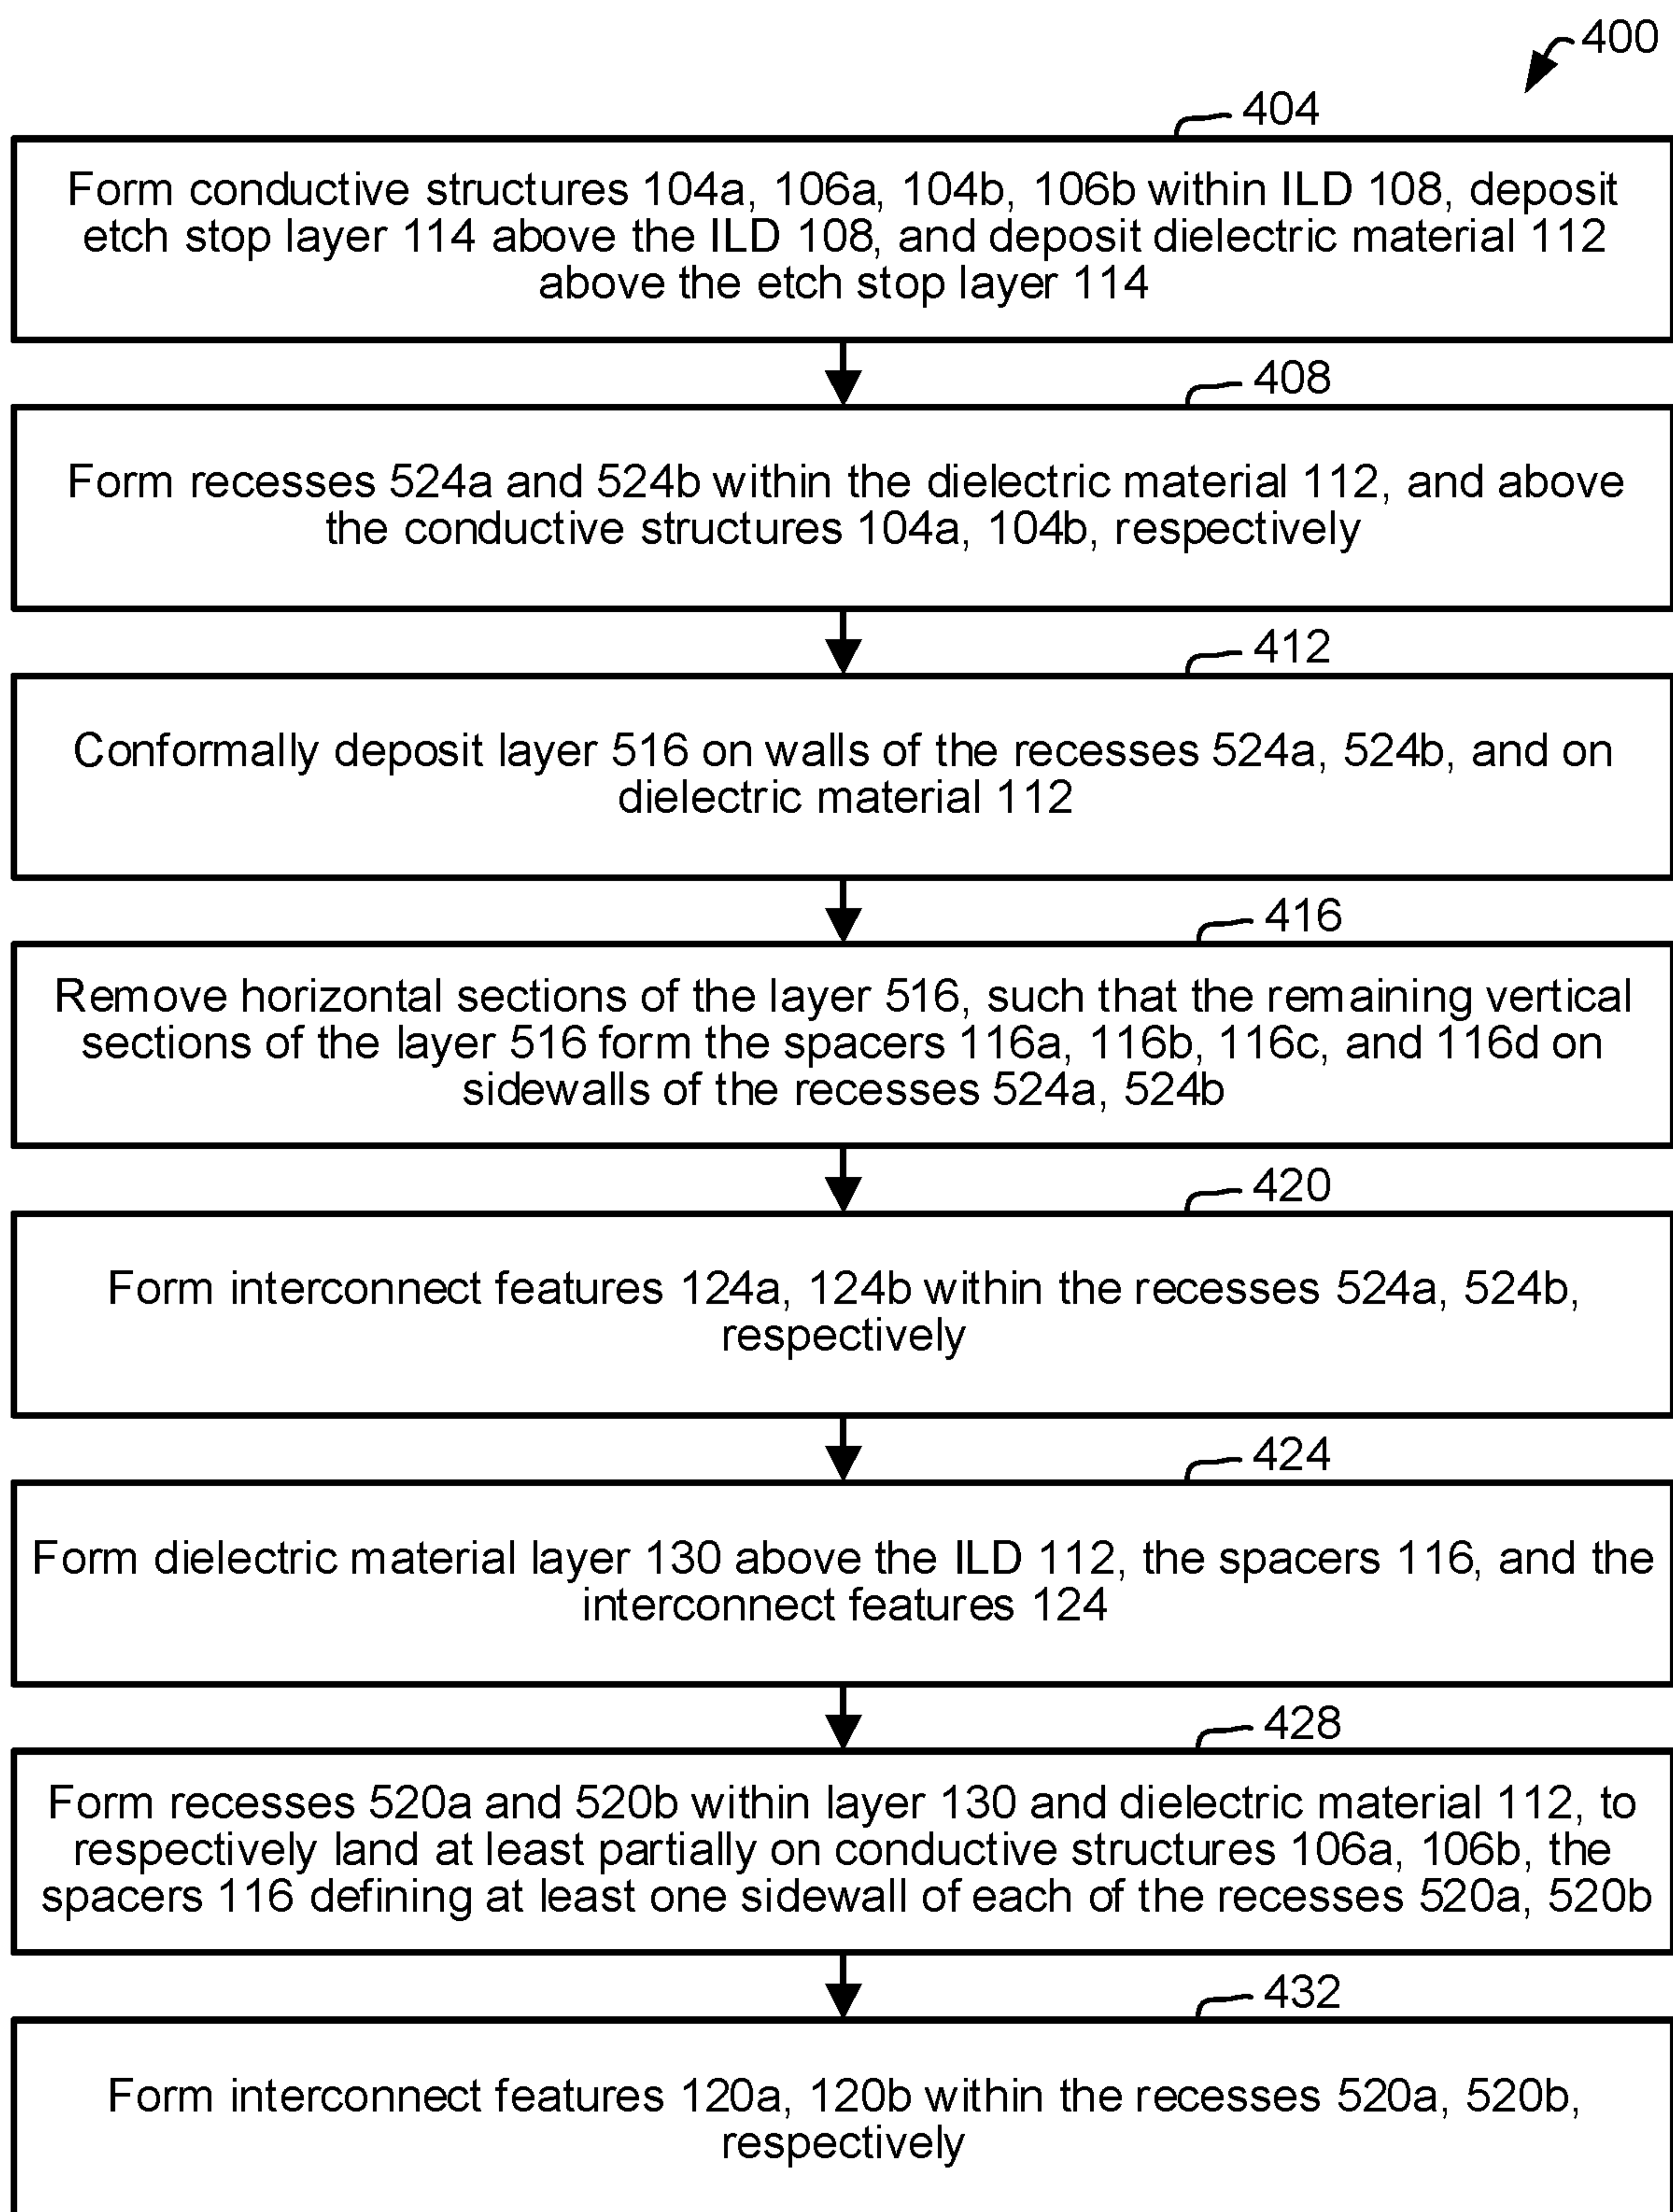 400
404
Form conductive structures 104a, 106a, 104b, 106b within ILD 108, deposit
etch stop layer 114 above the ILD 108, and deposit dielectric material 112
above the etch stop layer 114
408
Form recesses 524a and 524b within the dielectric material 112, and above
the conductive structures 104a, 104b, respectively
412
Conformally deposit layer 516 on walls of the recesses 524a, 524b, and on
dielectric material 112
416
Remove horizontal sections of the layer 516, such that the remaining vertical
sections of the layer 516 form the spacers 116a, 116b, 116c, and 116d on
sidewalls of the recesses 524a, 524b
420
Form interconnect features 124a, 124b within the recesses 524a, 524b,
respectively
424
Form dielectric material layer 130 above the ILD 112, the spacers 116, and the
interconnect features 124
428
Form recesses 520a and 520b within layer 130 and dielectric material 112, to
respectively land at least partially on conductive structures 106a, 106b, the
spacers 116 defining at least one sidewall of each of the recesses 520a, 520b
432
Form interconnect features 120a, 120b within the recesses 520a, 520b,
respectively